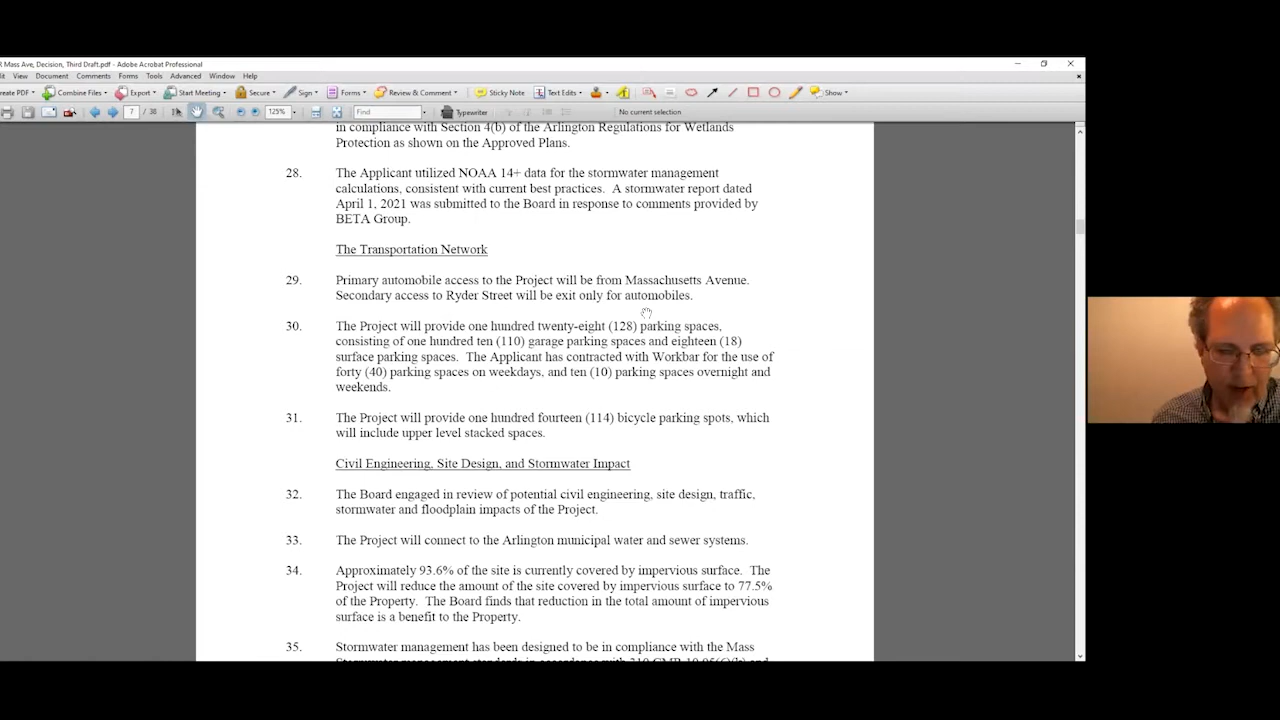 R Mass Ave, Decision, Third Draft.pdf - Adobe Acrobat Professional
View Document Comments Forms Tools Advanced Window Help
Combine Files Export Start Meeting Secure Sign Forms Review & Comment Sticky Note Text Edits Show
7 / 38 125% Find Typewriter No current selection
in compliance with Section 4(b) of the Arlington Regulations for Wetlands
Protection as shown on the Approved Plans.
28. The Applicant utilized NOAA 14+ data for the stormwater management
calculations, consistent with current best practices. A stormwater report dated
April 1, 2021 was submitted to the Board in response to comments provided by
BETA Group.
The Transportation Network
29. Primary automobile access to the Project will be from Massachusetts Avenue.
Secondary access to Ryder Street will be exit only for automobiles.
30. The Project will provide one hundred twenty-eight (128) parking spaces,
consisting of one hundred ten (110) garage parking spaces and eighteen (18)
surface parking spaces. The Applicant has contracted with Workbar for the use of
forty (40) parking spaces on weekdays, and ten (10) parking spaces overnight and
weekends.
31. The Project will provide one hundred fourteen (114) bicycle parking spots, which
will include upper level stacked spaces.
Civil Engineering, Site Design, and Stormwater Impact
32. The Board engaged in review of potential civil engineering, site design, traffic,
stormwater and floodplain impacts of the Project.
33. The Project will connect to the Arlington municipal water and sewer systems.
34. Approximately 93.6% of the site is currently covered by impervious surface. The
Project will reduce the amount of the site covered by impervious surface to 77.5%
of the Property. The Board finds that reduction in the total amount of impervious
surface is a benefit to the Property.
35. Stormwater management has been designed to be in compliance with the Mass